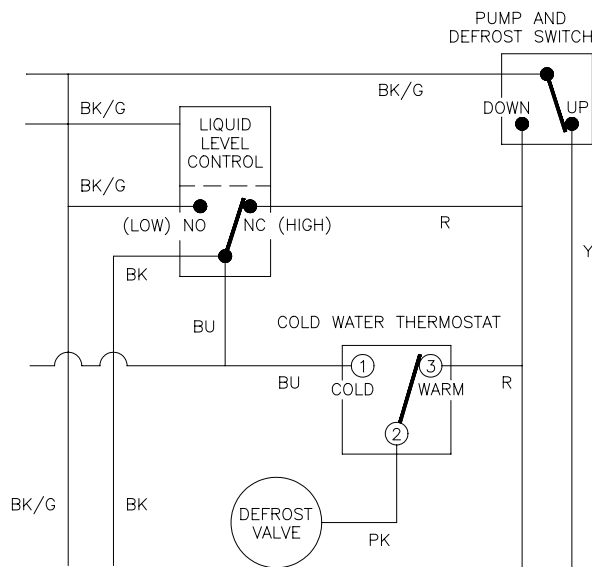 PUMP AND
DEFROST SWITCH
BK/G
BK/G
DOWN
UP
LIQUID
LEVEL
CONTROL
BK/G
(LOW) NO
NC (HIGH)
R
Y
BK
BU
COLD WATER THERMOSTAT
1
3
BU
COLD
WARM
R
2
BK/G
BK
DEFROST
VALVE
PK